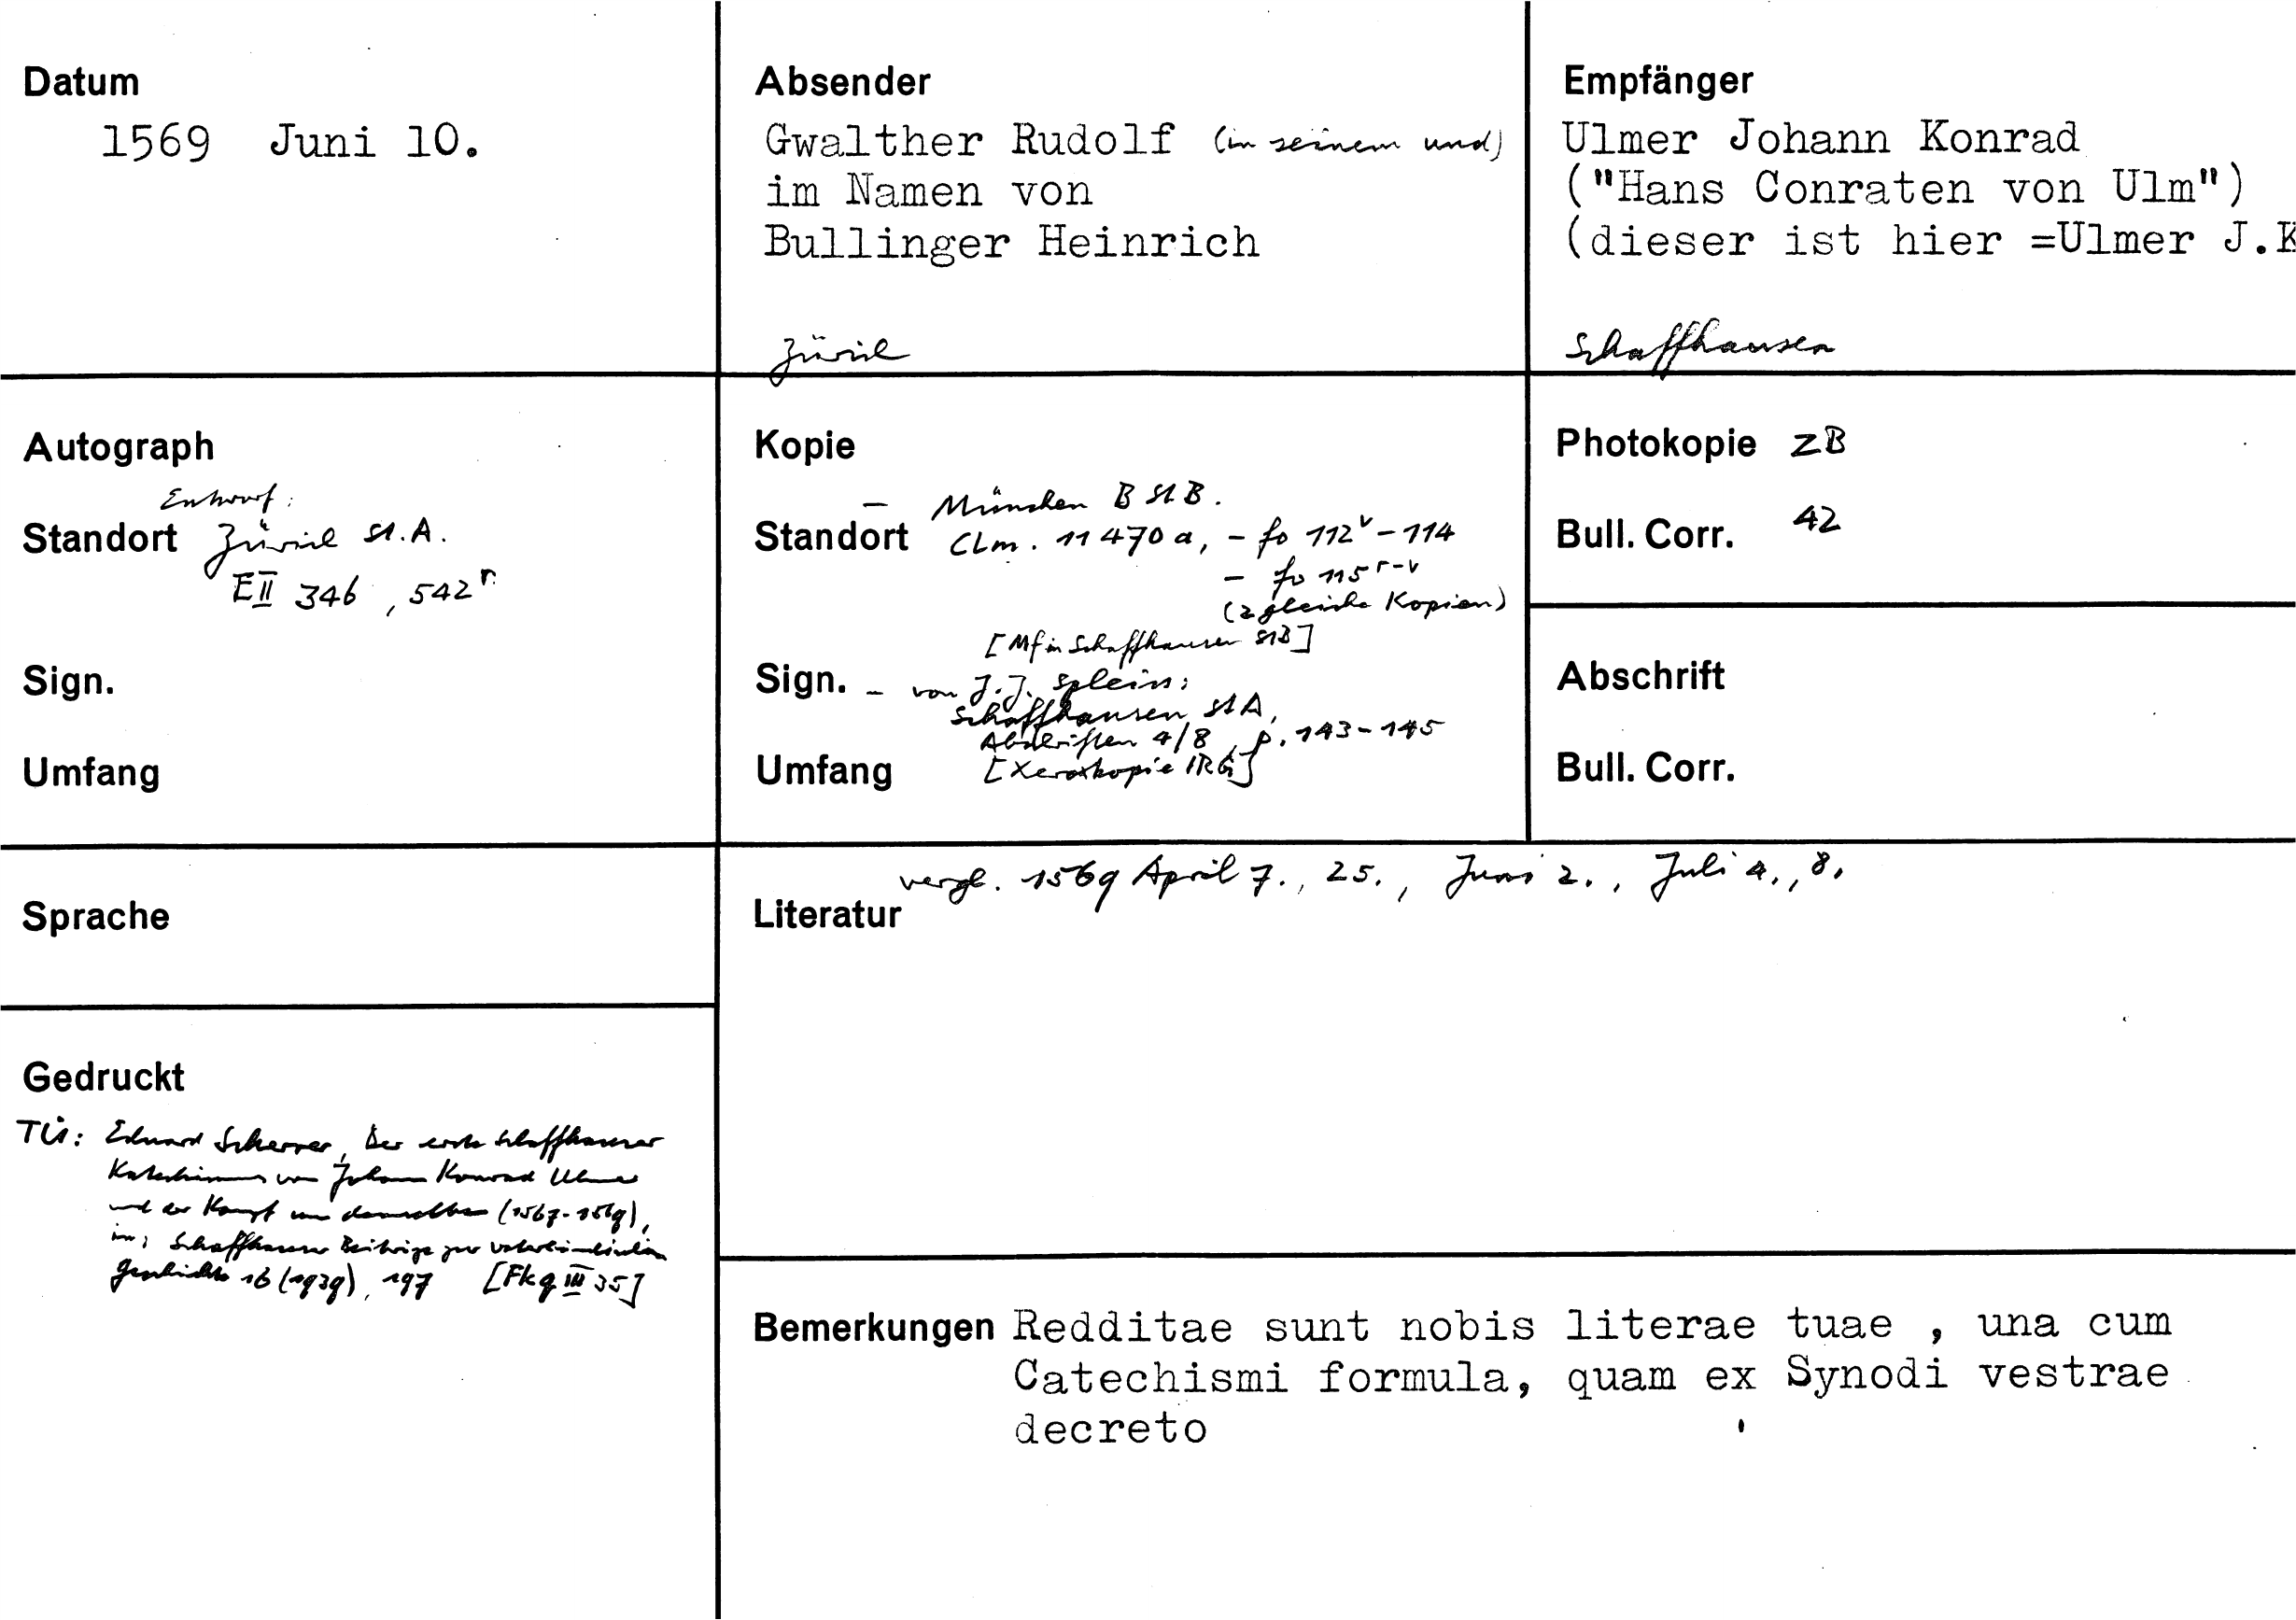 Datum
1569 Juni 10.
Absender
Gwalther Rudolf (in seinem und)
im Namen von
Bullinger Heinrich
Zürich
Empfänger
Ulmer Johann Konrad
("Hans Conraten von Ulm")
(dieser ist hier =Ulmer J.K
Schaffhausen
Autograph
Entwurf:
Standort Zürich StA.
E II 346, 542r
Sign.
Umfang
Kopie
– München BStB.
Standort Clm. 11470a, – fo 112v–114
– fo 115r–v
(2 gleiche Kopien)
[Mf in Schaffhausen StB]
Sign. – von J.J. Spleiss:
Schaffhausen StA,
Abschriften 4/8, p. 143–145
Umfang [Xerokopie IRG]
Photokopie ZB
Bull. Corr. 42
Abschrift
Bull. Corr.
Sprache
Gedruckt
TÜs: Eduard Scherrer, Der erste Schaffhauser
Katechismus von Johann Konrad Ulmer
und der Kampf um denselben (1567-1569),
in: Schaffhauser Beiträge zur vaterländischen
Geschichte 16 (1939), 197 [Fkg III 35]
vergl. 1569 April 7., 25., Juni 2., Juli 4., 8.
Literatur
Bemerkungen Redditae sunt nobis literae tuae , una cum
Catechismi formula, quam ex Synodi vestrae
decreto